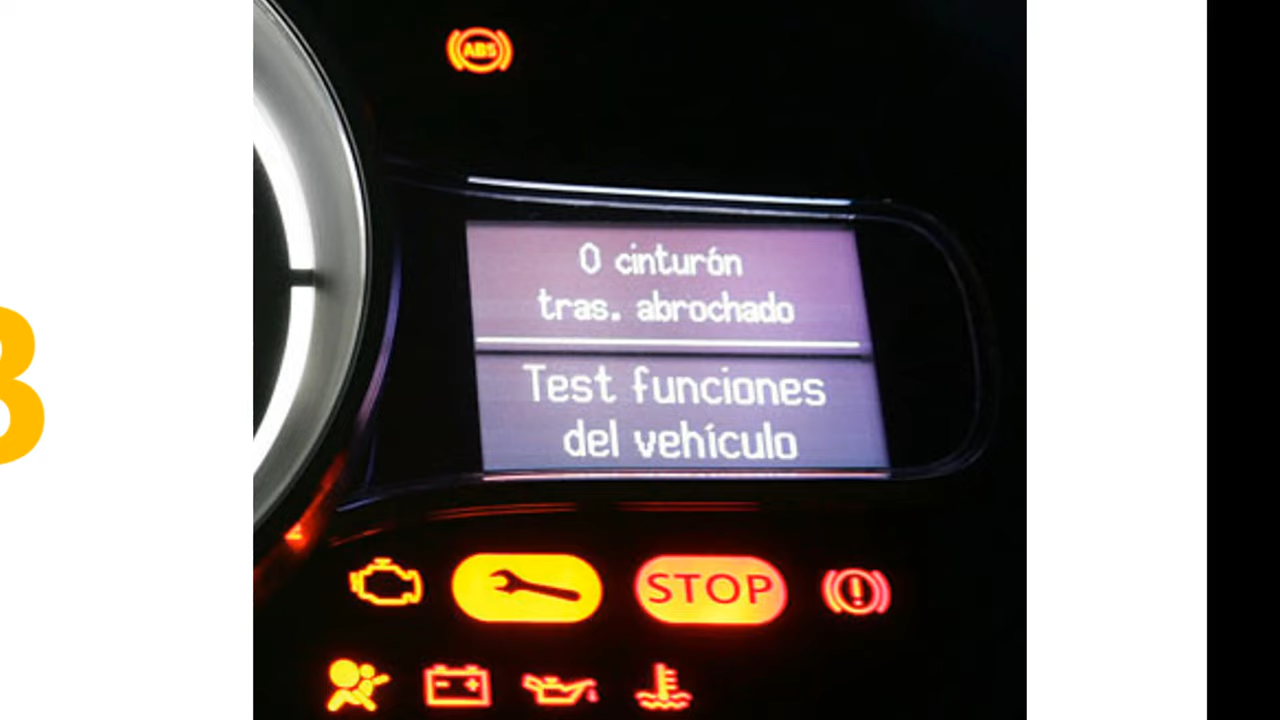 ABS
0 cinturón
tras. abrochado
Test funciones
del vehículo
STOP